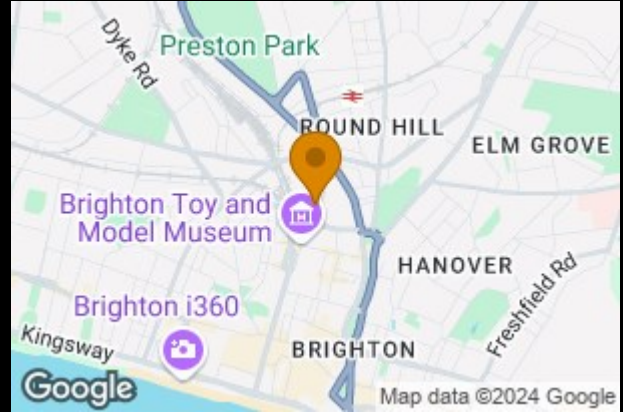 Preston Park
Dyke Rd
ROUND HILL
ELM GROVE
Brighton Toy and
Model Museum
HANOVER
Freshfield Rd
Brighton i360
Kingsway
BRIGHTON
Google
Map data ©2024 Google